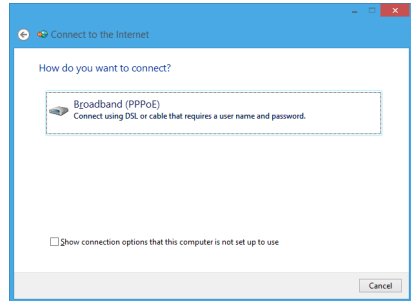 Connect to the Internet
How do you want to connect?
Broadband (PPPoE)
Connect using DSL or cable that requires a user name and password.
Show connection options that this computer is not set up to use
Cancel